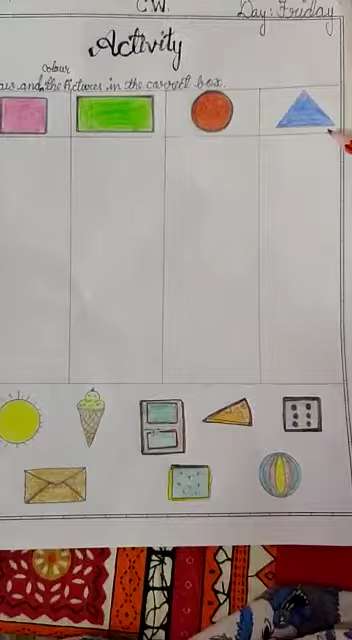 C.W.
Day: Friday
Activity
Colour
and the Pictures in the correct box.